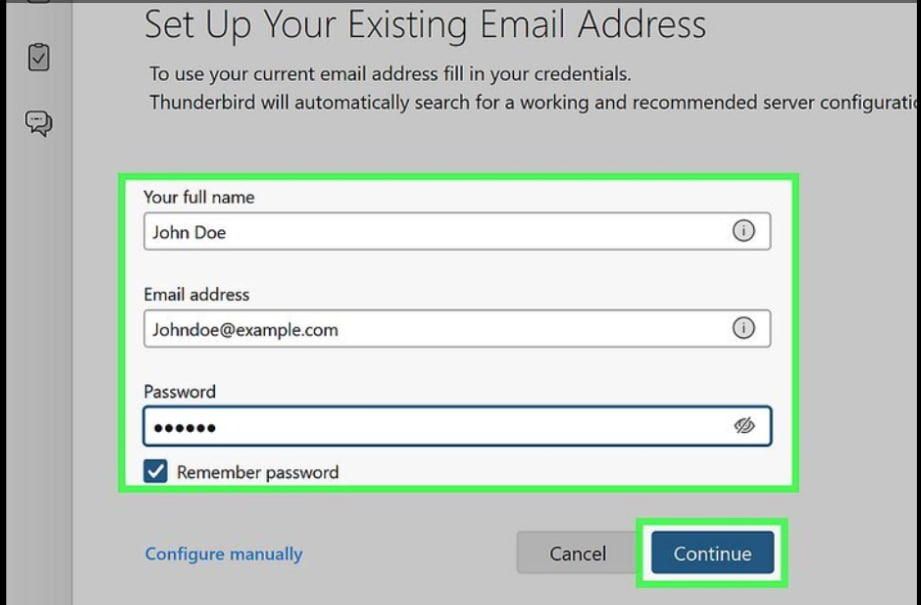 Set Up Your Existing Email Address
To use your current email address fill in your credentials.
Thunderbird will automatically search for a working and recommended server configuratio
Your full name
John Doe
Email address
Johndoe@example.com
Password
••••••
Remember password
Configure manually
Cancel
Continue